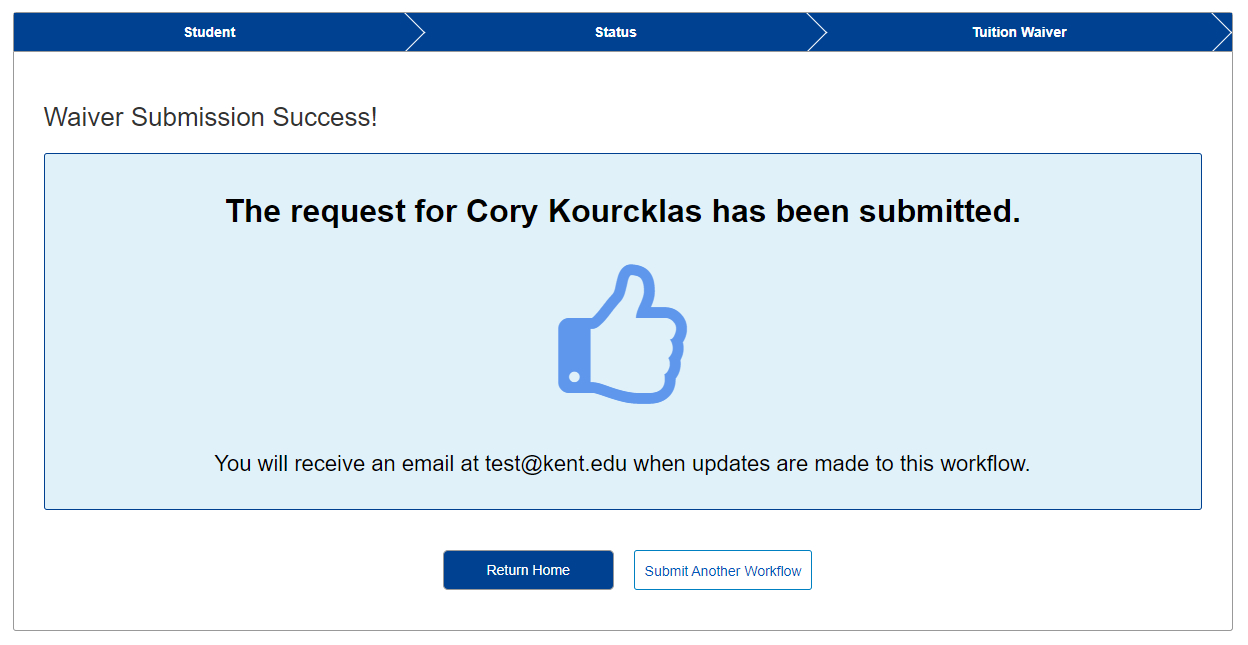 Student
Status
Tuition Waiver
Waiver Submission Success!
The request for Cory Kourcklas has been submitted.
You will receive an email at test@kent.edu when updates are made to this workflow.
Return Home
Submit Another Workflow